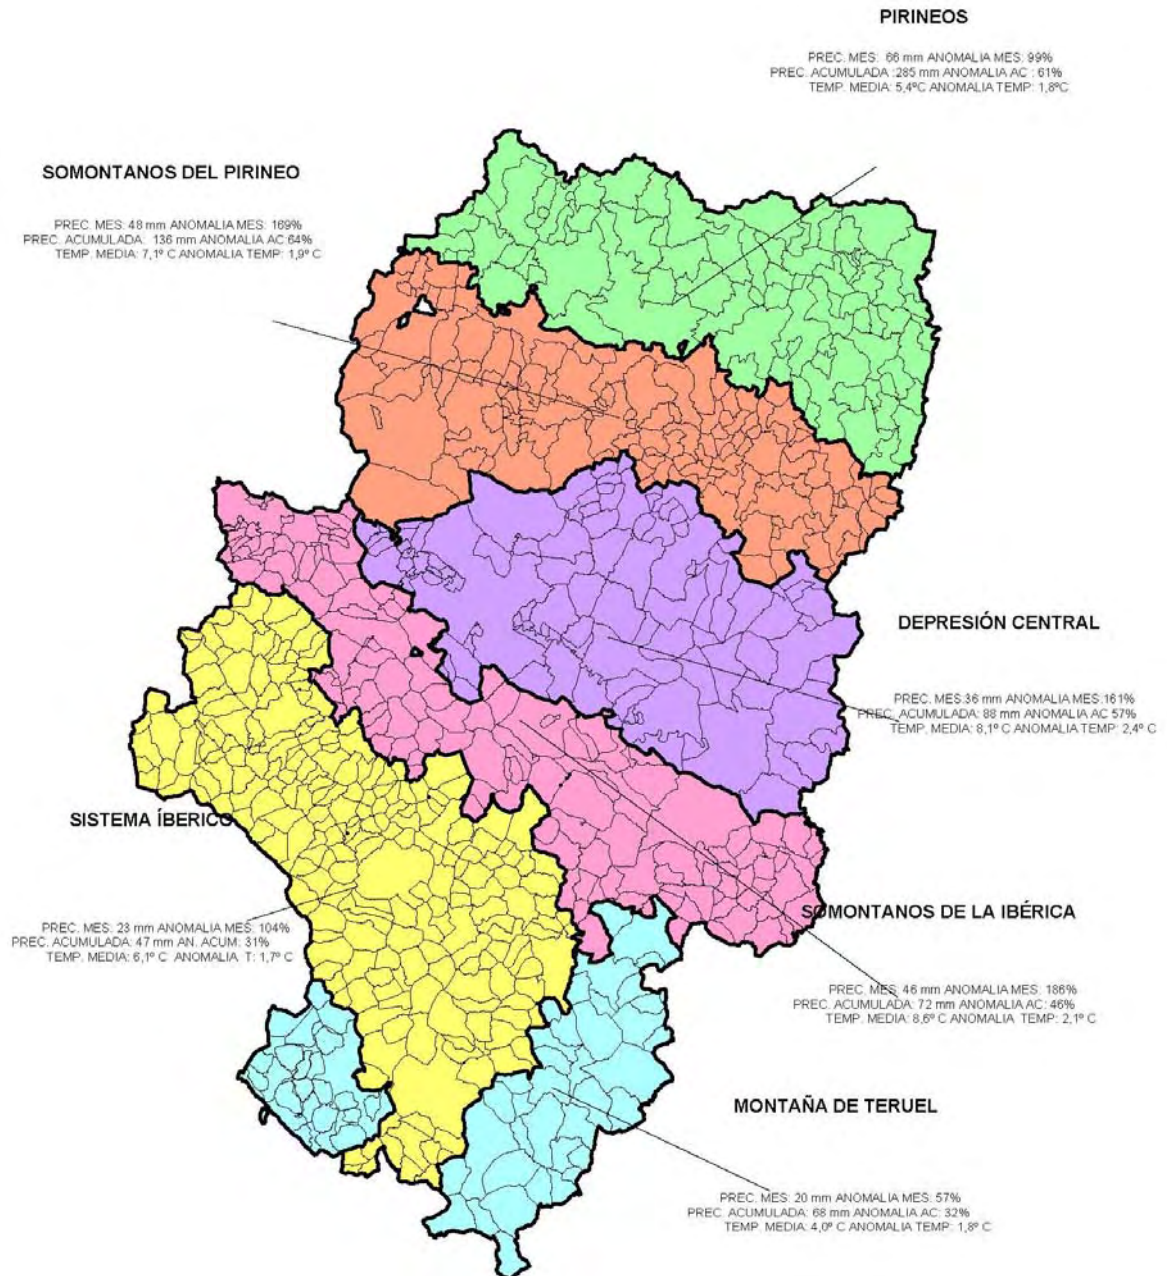 PIRINEOS
PREC. MES: 66 mm ANOMALIA MES: 99%
PREC. ACUMULADA :285 mm ANOMALIA AC : 61%
TEMP. MEDIA: 5,4ºC ANOMALIA TEMP: 1,8ºC
SOMONTANOS DEL PIRINEO
PREC. MES: 48 mm ANOMALIA MES: 169%
PREC. ACUMULADA: 136 mm ANOMALIA AC:64%
TEMP. MEDIA: 7,1º C ANOMALIA TEMP: 1,9º C
DEPRESIÓN CENTRAL
PREC. MES:36 mm ANOMALIA MES:161%
PREC. ACUMULADA: 88 mm ANOMALIA AC 57%
TEMP. MEDIA: 8,1º C ANOMALIA TEMP: 2,4º C
SISTEMA ÍBERICO
PREC. MES: 23 mm ANOMALIA MES: 104%
PREC. ACUMULADA: 47 mm AN. ACUM: 31%
TEMP. MEDIA: 6,1º C ANOMALIA T: 1,7º C
SOMONTANOS DE LA IBÉRICA
PREC. MES: 46 mm ANOMALIA MES: 186%
PREC. ACUMULADA: 72 mm ANOMALIA AC: 46%
TEMP. MEDIA: 8,6º C ANOMALIA TEMP: 2,1º C
MONTAÑA DE TERUEL
PREC. MES: 20 mm ANOMALIA MES: 57%
PREC. ACUMULADA: 68 mm ANOMALIA AC: 32%
TEMP. MEDIA: 4,0º C ANOMALIA TEMP: 1,8º C